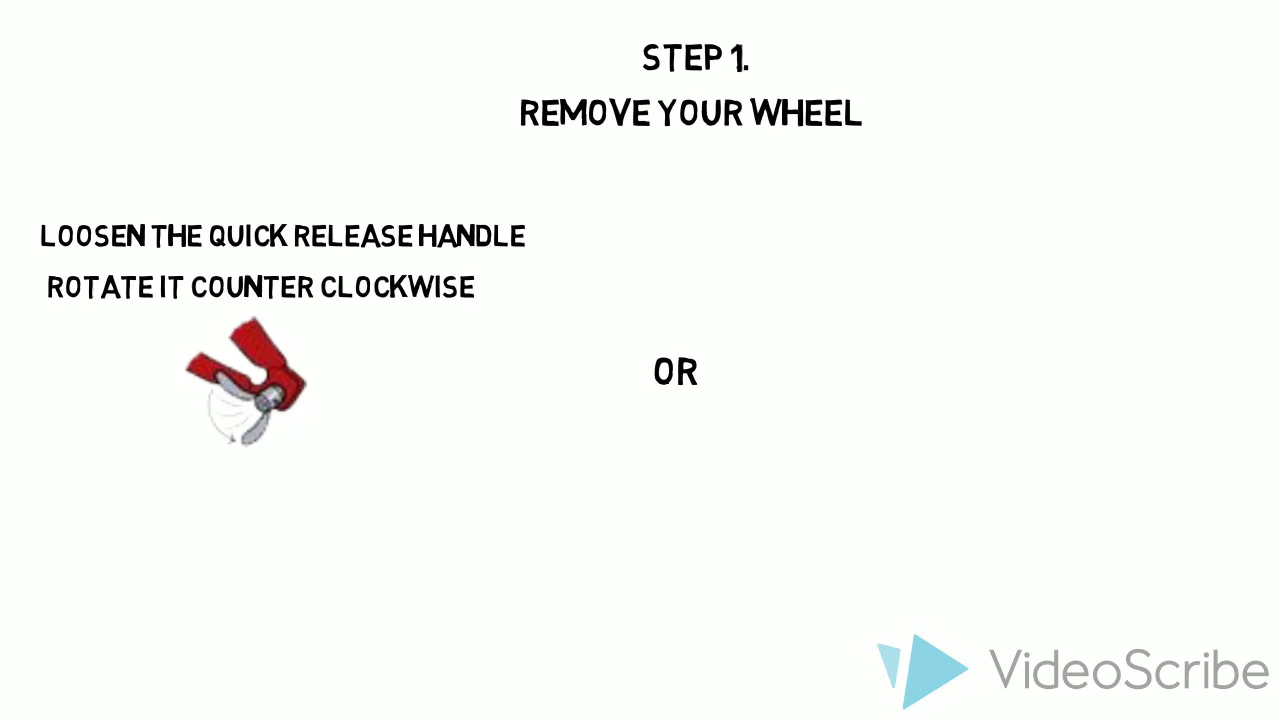 STEP 1.
REMOVE YOUR WHEEL
LOOSEN THE QUICK RELEASE HANDLE
ROTATE IT COUNTER CLOCKWISE
OR
VideoScribe